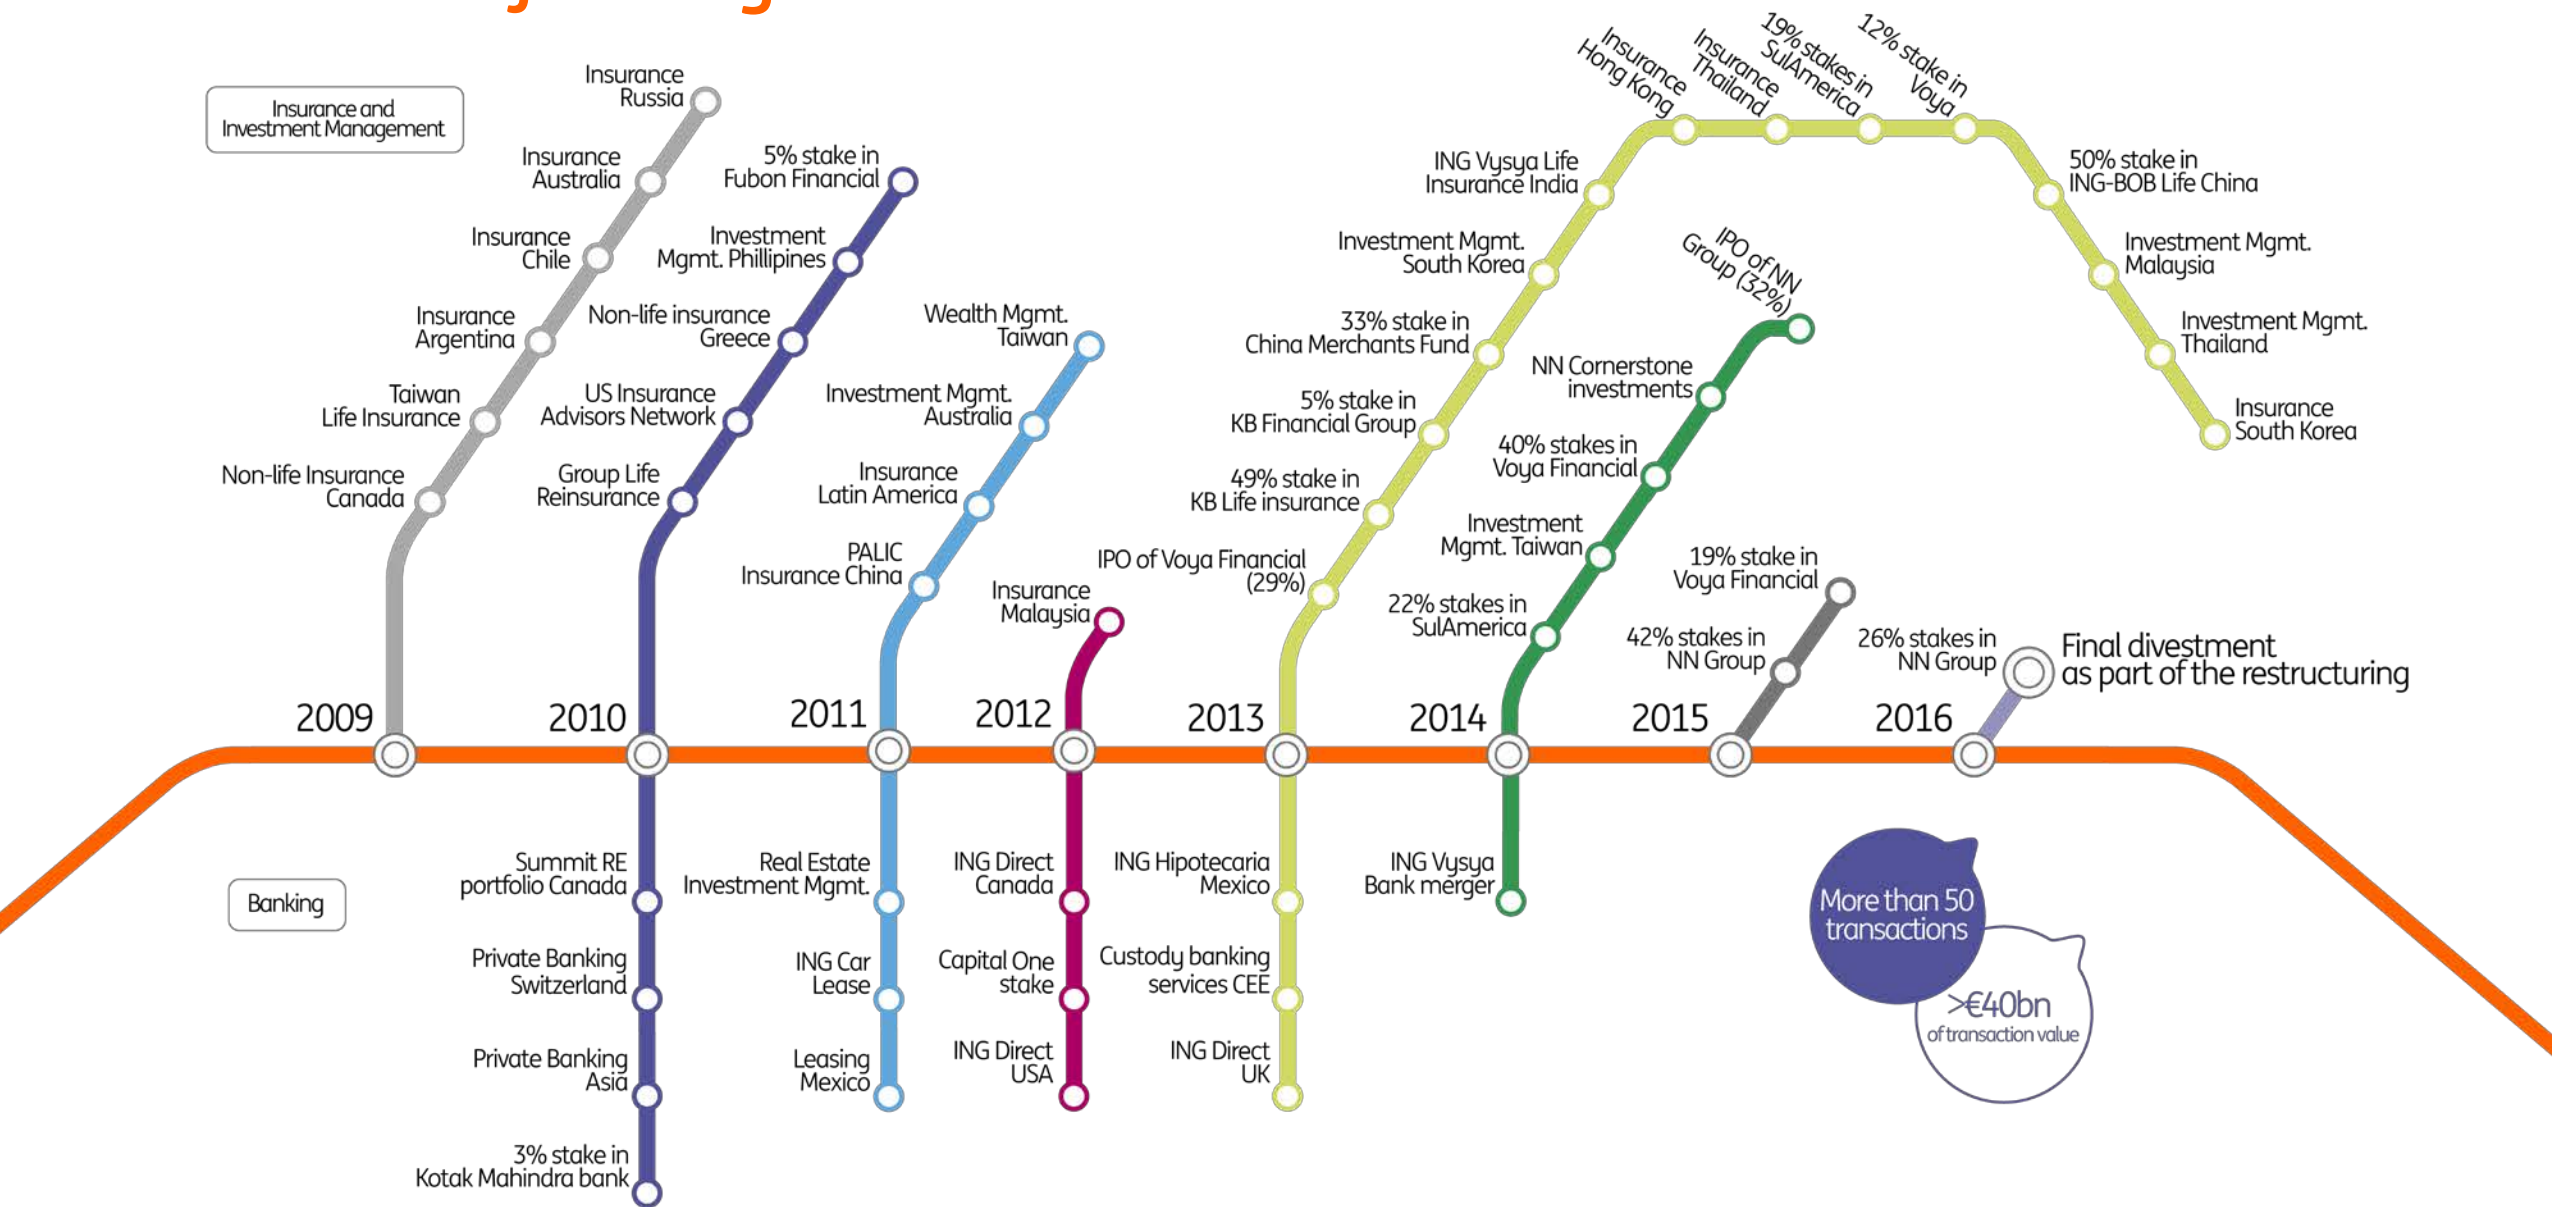 Insurance and
Investment Management
Insurance
Russia
Insurance
Australia
Insurance
Chile
Insurance
Argentina
Taiwan
Life Insurance
Non-life Insurance
Canada
2009
5% stake in
Fubon Financial
Investment
Mgmt. Phillipines
Non-life insurance
Greece
US Insurance
Advisors Network
Group Life
Reinsurance
2010
Wealth Mgmt.
Taiwan
Investment Mgmt.
Australia
Insurance
Latin America
PALIC
Insurance China
2011
Insurance
Malaysia
2012
Insurance
Hong Kong
Insurance
Thailand
19% stakes in
SulAmerica
12% stake in
Voya
ING Vysya Life
Insurance India
Investment Mgmt.
South Korea
33% stake in
China Merchants Fund
5% stake in
KB Financial Group
49% stake in
KB Life insurance
IPO of Voya Financial
(29%)
50% stake in
ING-BOB Life China
Investment Mgmt.
Malaysia
Investment Mgmt.
Thailand
Insurance
South Korea
2013
IPO of NN
Group (32%)
NN Cornerstone
investments
40% stakes in
Voya Financial
Investment
Mgmt. Taiwan
22% stakes in
SulAmerica
2014
19% stake in
Voya Financial
42% stakes in
NN Group
2015
26% stakes in
NN Group
Final divestment
as part of the restructuring
2016
Banking
Summit RE
portfolio Canada
Private Banking
Switzerland
Private Banking
Asia
3% stake in
Kotak Mahindra bank
Real Estate
Investment Mgmt.
ING Car
Lease
Leasing
Mexico
ING Direct
Canada
Capital One
stake
ING Direct
USA
ING Hipotecaria
Mexico
Custody banking
services CEE
ING Direct
UK
ING Vysya
Bank merger
More than 50
transactions
>€40bn
of transaction value